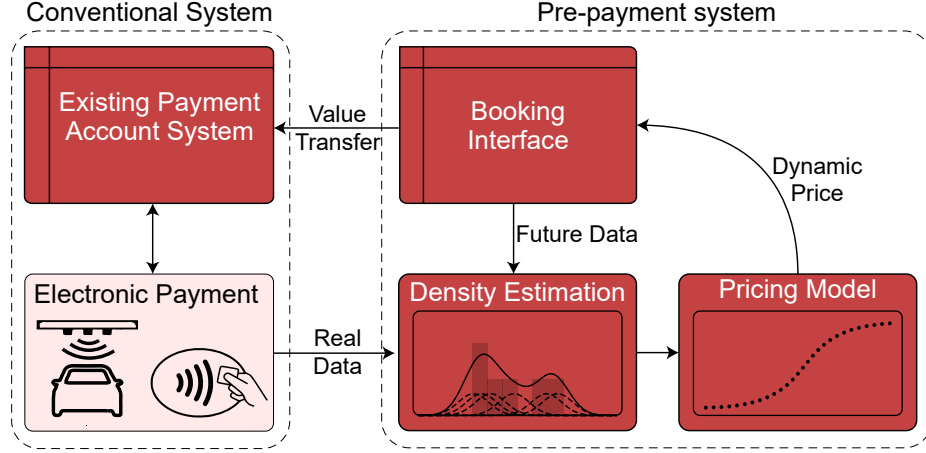 Conventional System
Pre-payment system
Existing Payment
Account System
Value
Transfer
Booking
Interface
Dynamic
Price
Future Data
Electronic Payment
Real
Data
Density Estimation
Pricing Model